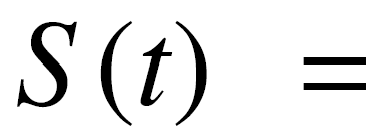 S(t) =